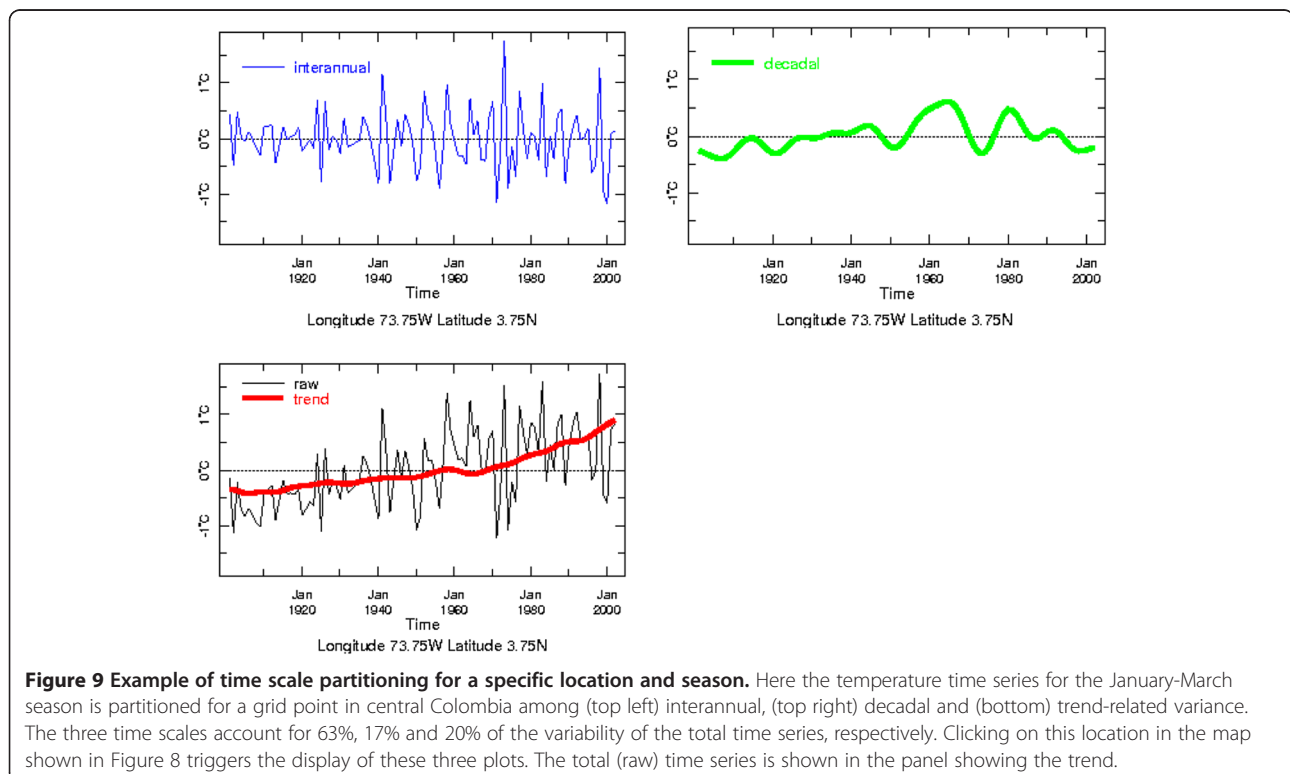 interannual
1°C
0°C
-1°C
Jan Jan Jan Jan Jan
1920 1940 1960 1980 2000
Time
Longitude 73.75W Latitude 3.75N
decadal
1°C
0°C
-1°C
Jan Jan Jan Jan Jan
1920 1940 1960 1980 2000
Time
Longitude 73.75W Latitude 3.75N
raw
trend
1°C
0°C
-1°C
Jan Jan Jan Jan Jan
1920 1940 1960 1980 2000
Time
Longitude 73.75W Latitude 3.75N
Figure 9 Example of time scale partitioning for a specific location and season. Here the temperature time series for the January-March
season is partitioned for a grid point in central Colombia among (top left) interannual, (top right) decadal and (bottom) trend-related variance.
The three time scales account for 63%, 17% and 20% of the variability of the total time series, respectively. Clicking on this location in the map
shown in Figure 8 triggers the display of these three plots. The total (raw) time series is shown in the panel showing the trend.